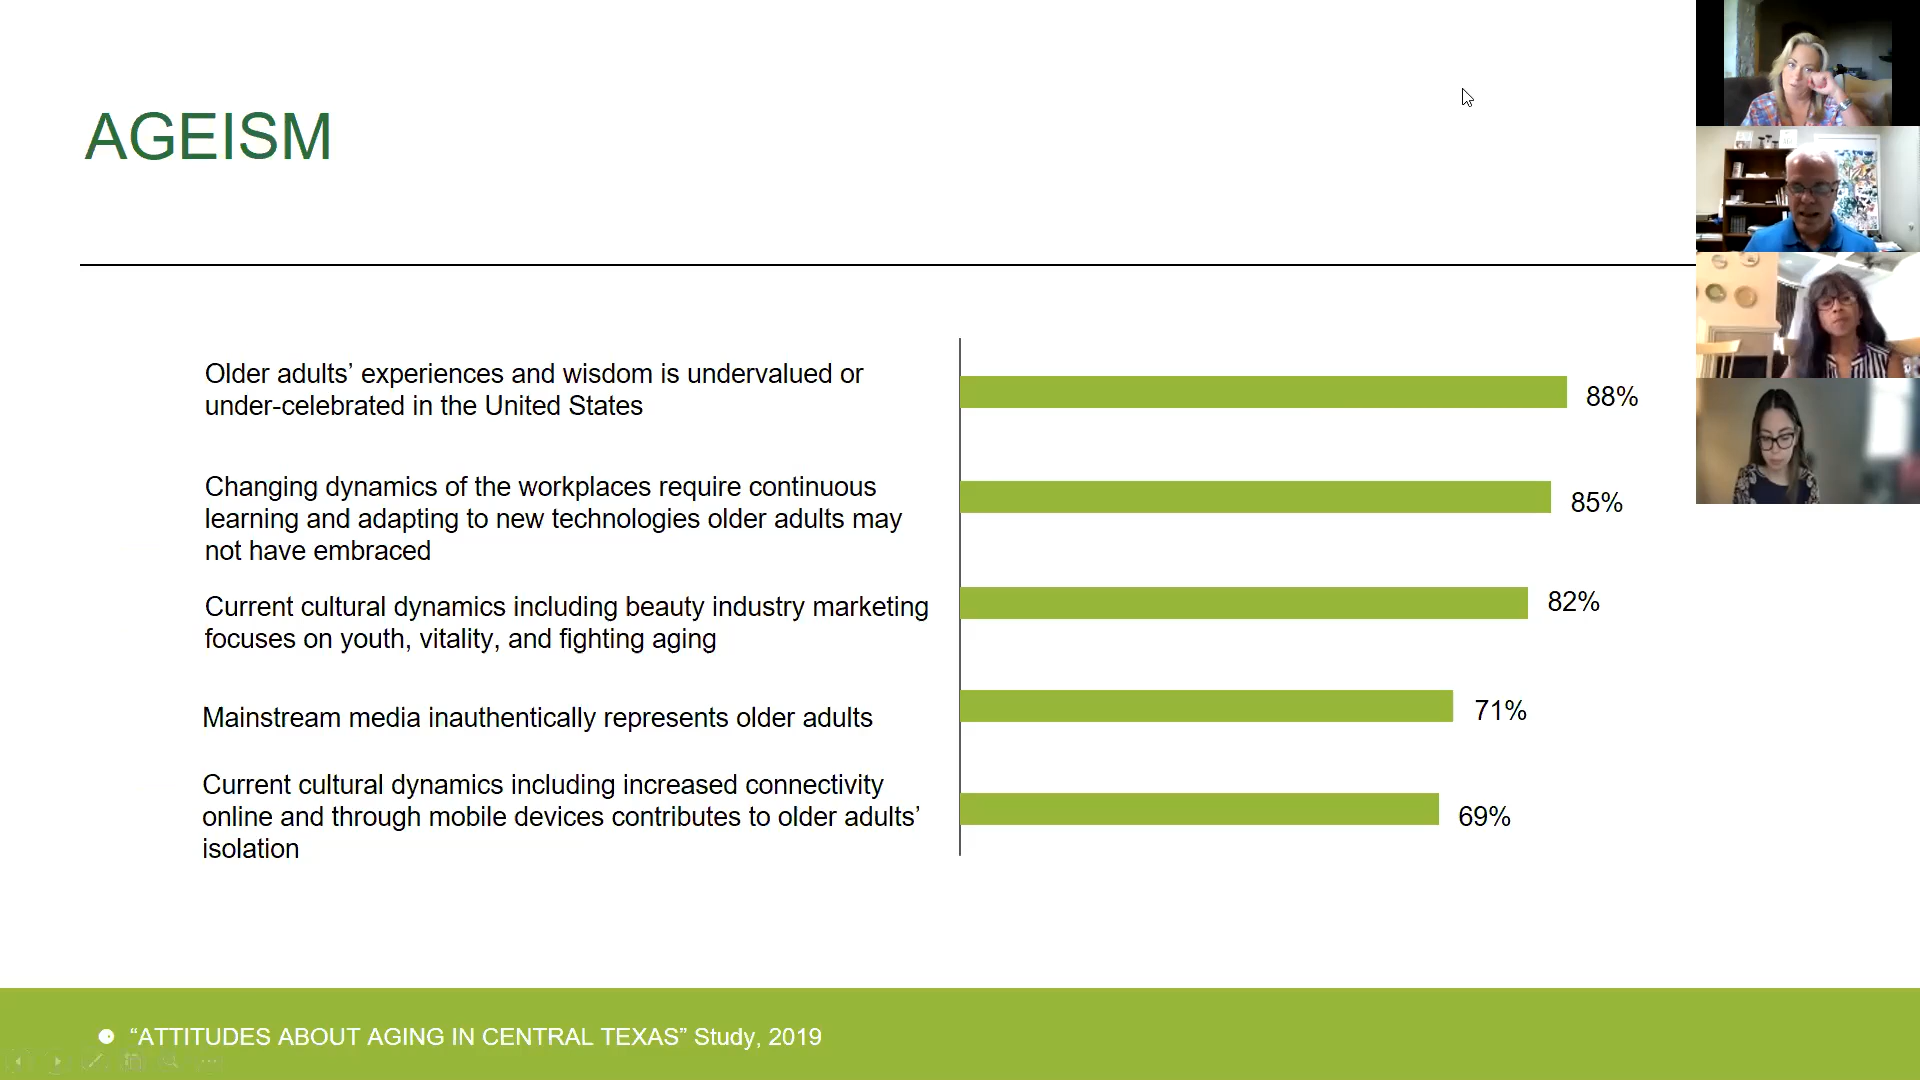 AGEISM
Older adults’ experiences and wisdom is undervalued or
under-celebrated in the United States
88%
Changing dynamics of the workplaces require continuous
learning and adapting to new technologies older adults may
not have embraced
85%
Current cultural dynamics including beauty industry marketing
focuses on youth, vitality, and fighting aging
82%
Mainstream media inauthentically represents older adults
71%
Current cultural dynamics including increased connectivity
online and through mobile devices contributes to older adults’
isolation
69%
“ATTITUDES ABOUT AGING IN CENTRAL TEXAS” Study, 2019